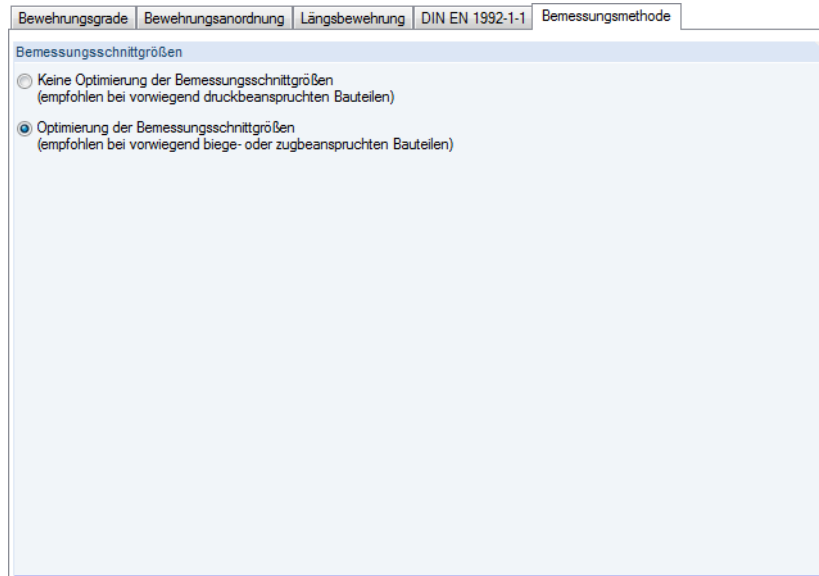 Bewehrungsgrade Bewehrungsanordnung Längsbewehrung DIN EN 1992-1-1 Bemessungsmethode
Bemessungsschnittgrößen
Keine Optimierung der Bemessungsschnittgrößen
(empfohlen bei vorwiegend druckbeanspruchten Bauteilen)
Optimierung der Bemessungsschnittgrößen
(empfohlen bei vorwiegend biege- oder zugbeanspruchten Bauteilen)